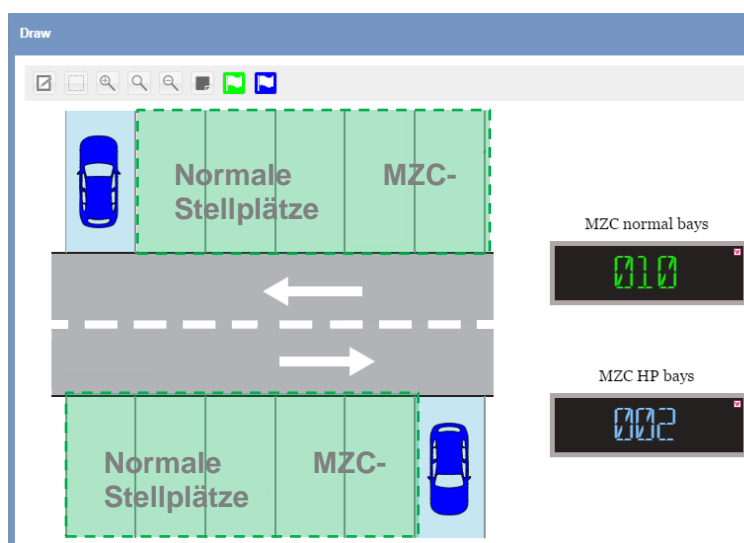 Draw
Normale MZC-
Stellplätze
MZC normal bays
010
MZC HP bays
002
Normale MZC-
Stellplätze